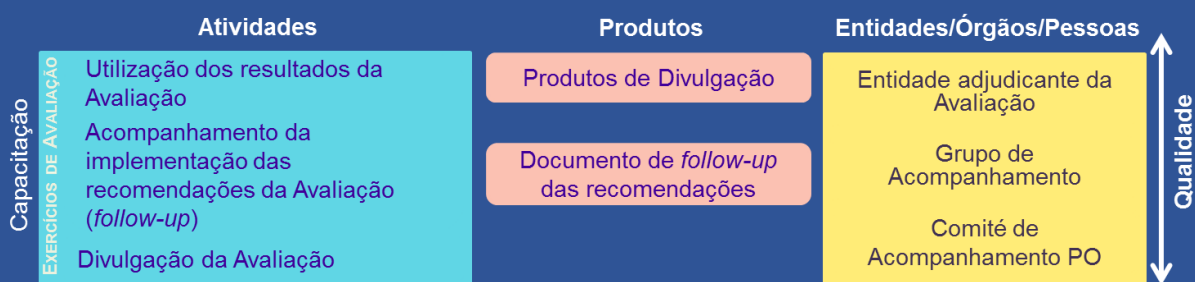 Atividades
Produtos
Entidades/Órgãos/Pessoas
Capacitação
EXERCÍCIOS DE AVALIAÇÃO
Utilização dos resultados da
Avaliação
Acompanhamento da
implementação das
recomendações da Avaliação
(follow-up)
Divulgação da Avaliação
Produtos de Divulgação
Documento de follow-up
das recomendações
Entidade adjudicante da
Avaliação
Grupo de
Acompanhamento
Comité de
Acompanhamento PO
Qualidade